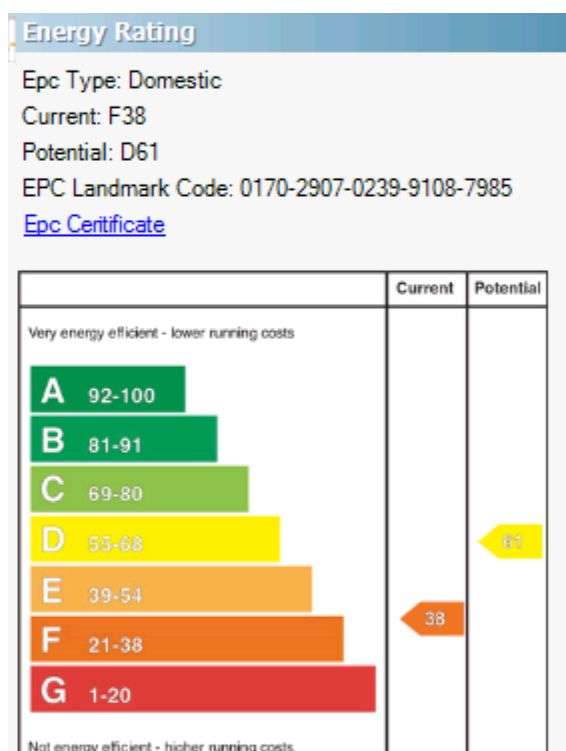 Energy Rating
Epc Type: Domestic
Current: F38
Potential: D61
EPC Landmark Code: 0170-2907-0239-9108-7985
Epc Ceritificate
Current Potential
Very energy efficient - lower running costs
A 92-100
B 81-91
C 69-80
D 55-68
61
E 39-54
38
F 21-38
G 1-20
Not energy efficient - higher running costs